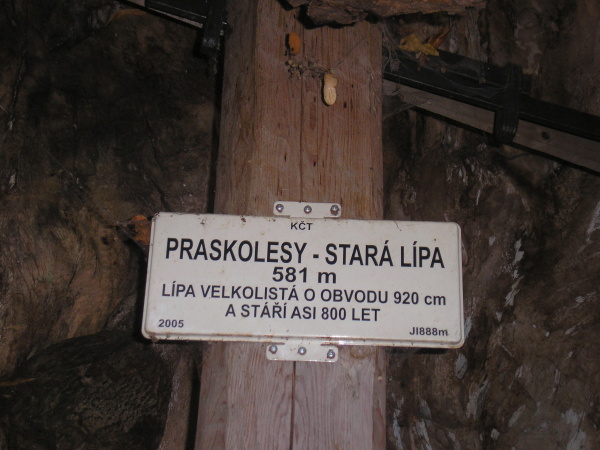 KČT
PRASKOLESY - STARÁ LÍPA
581 m
LÍPA VELKOLISTÁ O OBVODU 920 cm
A STÁŘÍ ASI 800 LET
2005 JI888m